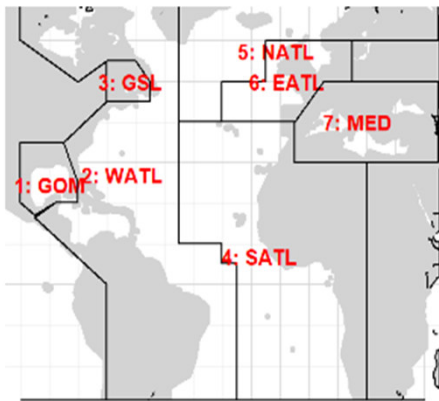 5: NATL
3: GSL
6: EATL
7: MED
1: GOM
2: WATL
4: SATL